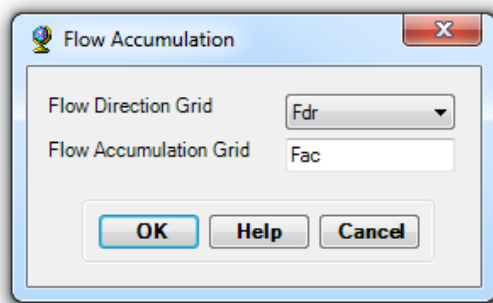 Flow Accumulation
Flow Direction Grid Fdr
Flow Accumulation Grid Fac
OK Help Cancel